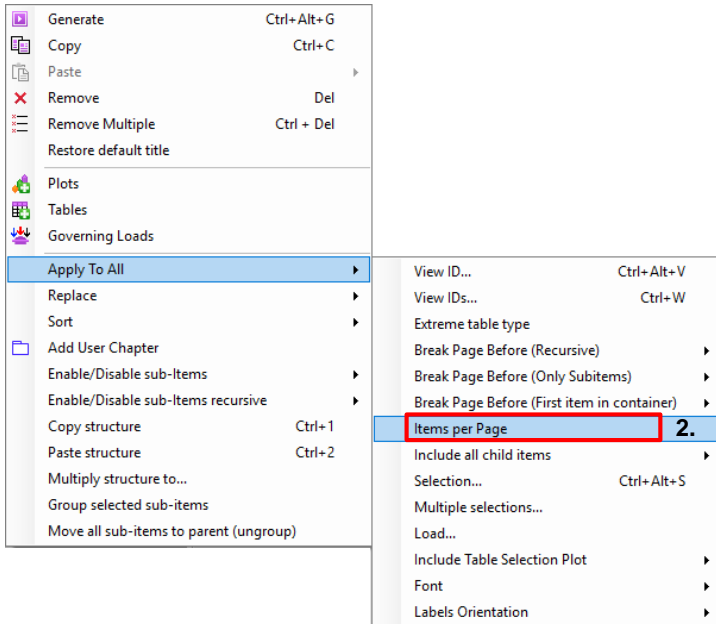 Generate Ctrl+Alt+G
Copy Ctrl+C
Paste
Remove Del
Remove Multiple Ctrl + Del
Restore default title
Plots
Tables
Governing Loads
Apply To All
Replace
Sort
Add User Chapter
Enable/Disable sub-Items
Enable/Disable sub-Items recursive
Copy structure Ctrl+1
Paste structure Ctrl+2
Multiply structure to...
Group selected sub-items
Move all sub-items to parent (ungroup)
View ID... Ctrl+Alt+V
View IDs... Ctrl+W
Extreme table type
Break Page Before (Recursive)
Break Page Before (Only Subitems)
Break Page Before (First item in container)
Items per Page 2.
Include all child items
Selection... Ctrl+Alt+S
Multiple selections...
Load...
Include Table Selection Plot
Font
Labels Orientation